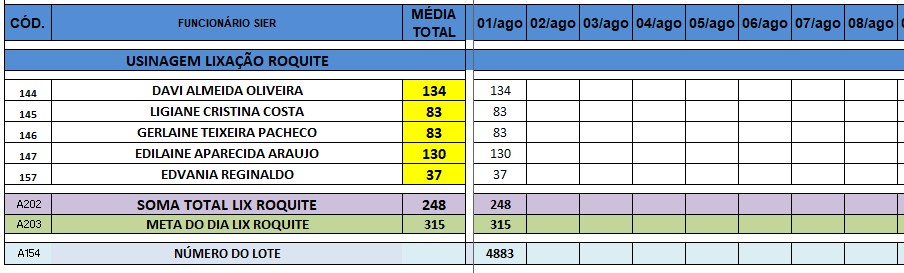 CÓD. FUNCIONÁRIO SIER MÉDIA TOTAL 01/ago 02/ago 03/ago 04/ago 05/ago 06/ago 07/ago 08/ago
USINAGEM LIXAÇÃO ROQUITE
144 DAVI ALMEIDA OLIVEIRA 134 134
145 LIGIANE CRISTINA COSTA 83 83
146 GERLAINE TEIXEIRA PACHECO 83 83
147 EDILAINE APARECIDA ARAUJO 130 130
157 EDVANIA REGINALDO 37 37
A202 SOMA TOTAL LIX ROQUITE 248 248
A203 META DO DIA LIX ROQUITE 315 315
A154 NÚMERO DO LOTE 4883